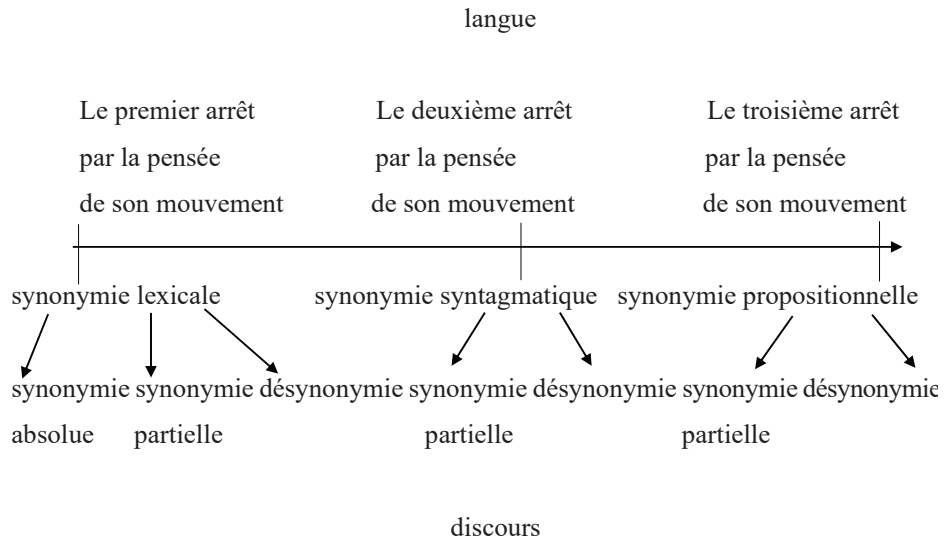 langue
Le premier arrêt Le deuxième arrêt Le troisième arrêt
par la pensée par la pensée par la pensée
de son mouvement de son mouvement de son mouvement
synonymie lexicale synonymie syntagmatique synonymie propositionnelle
synonymie synonymie désynonymie synonymie désynonymie synonymie désynonymie
absolue partielle partielle partielle
discours